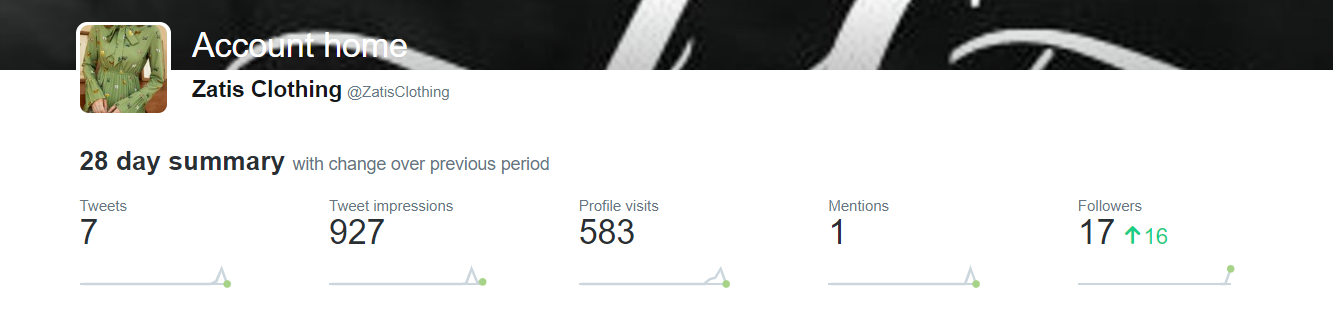 Account home
Zatis Clothing @ZatisClothing
28 day summary with change over previous period
Tweets
7
Tweet impressions
927
Profile visits
583
Mentions
1
Followers
17 ↑16